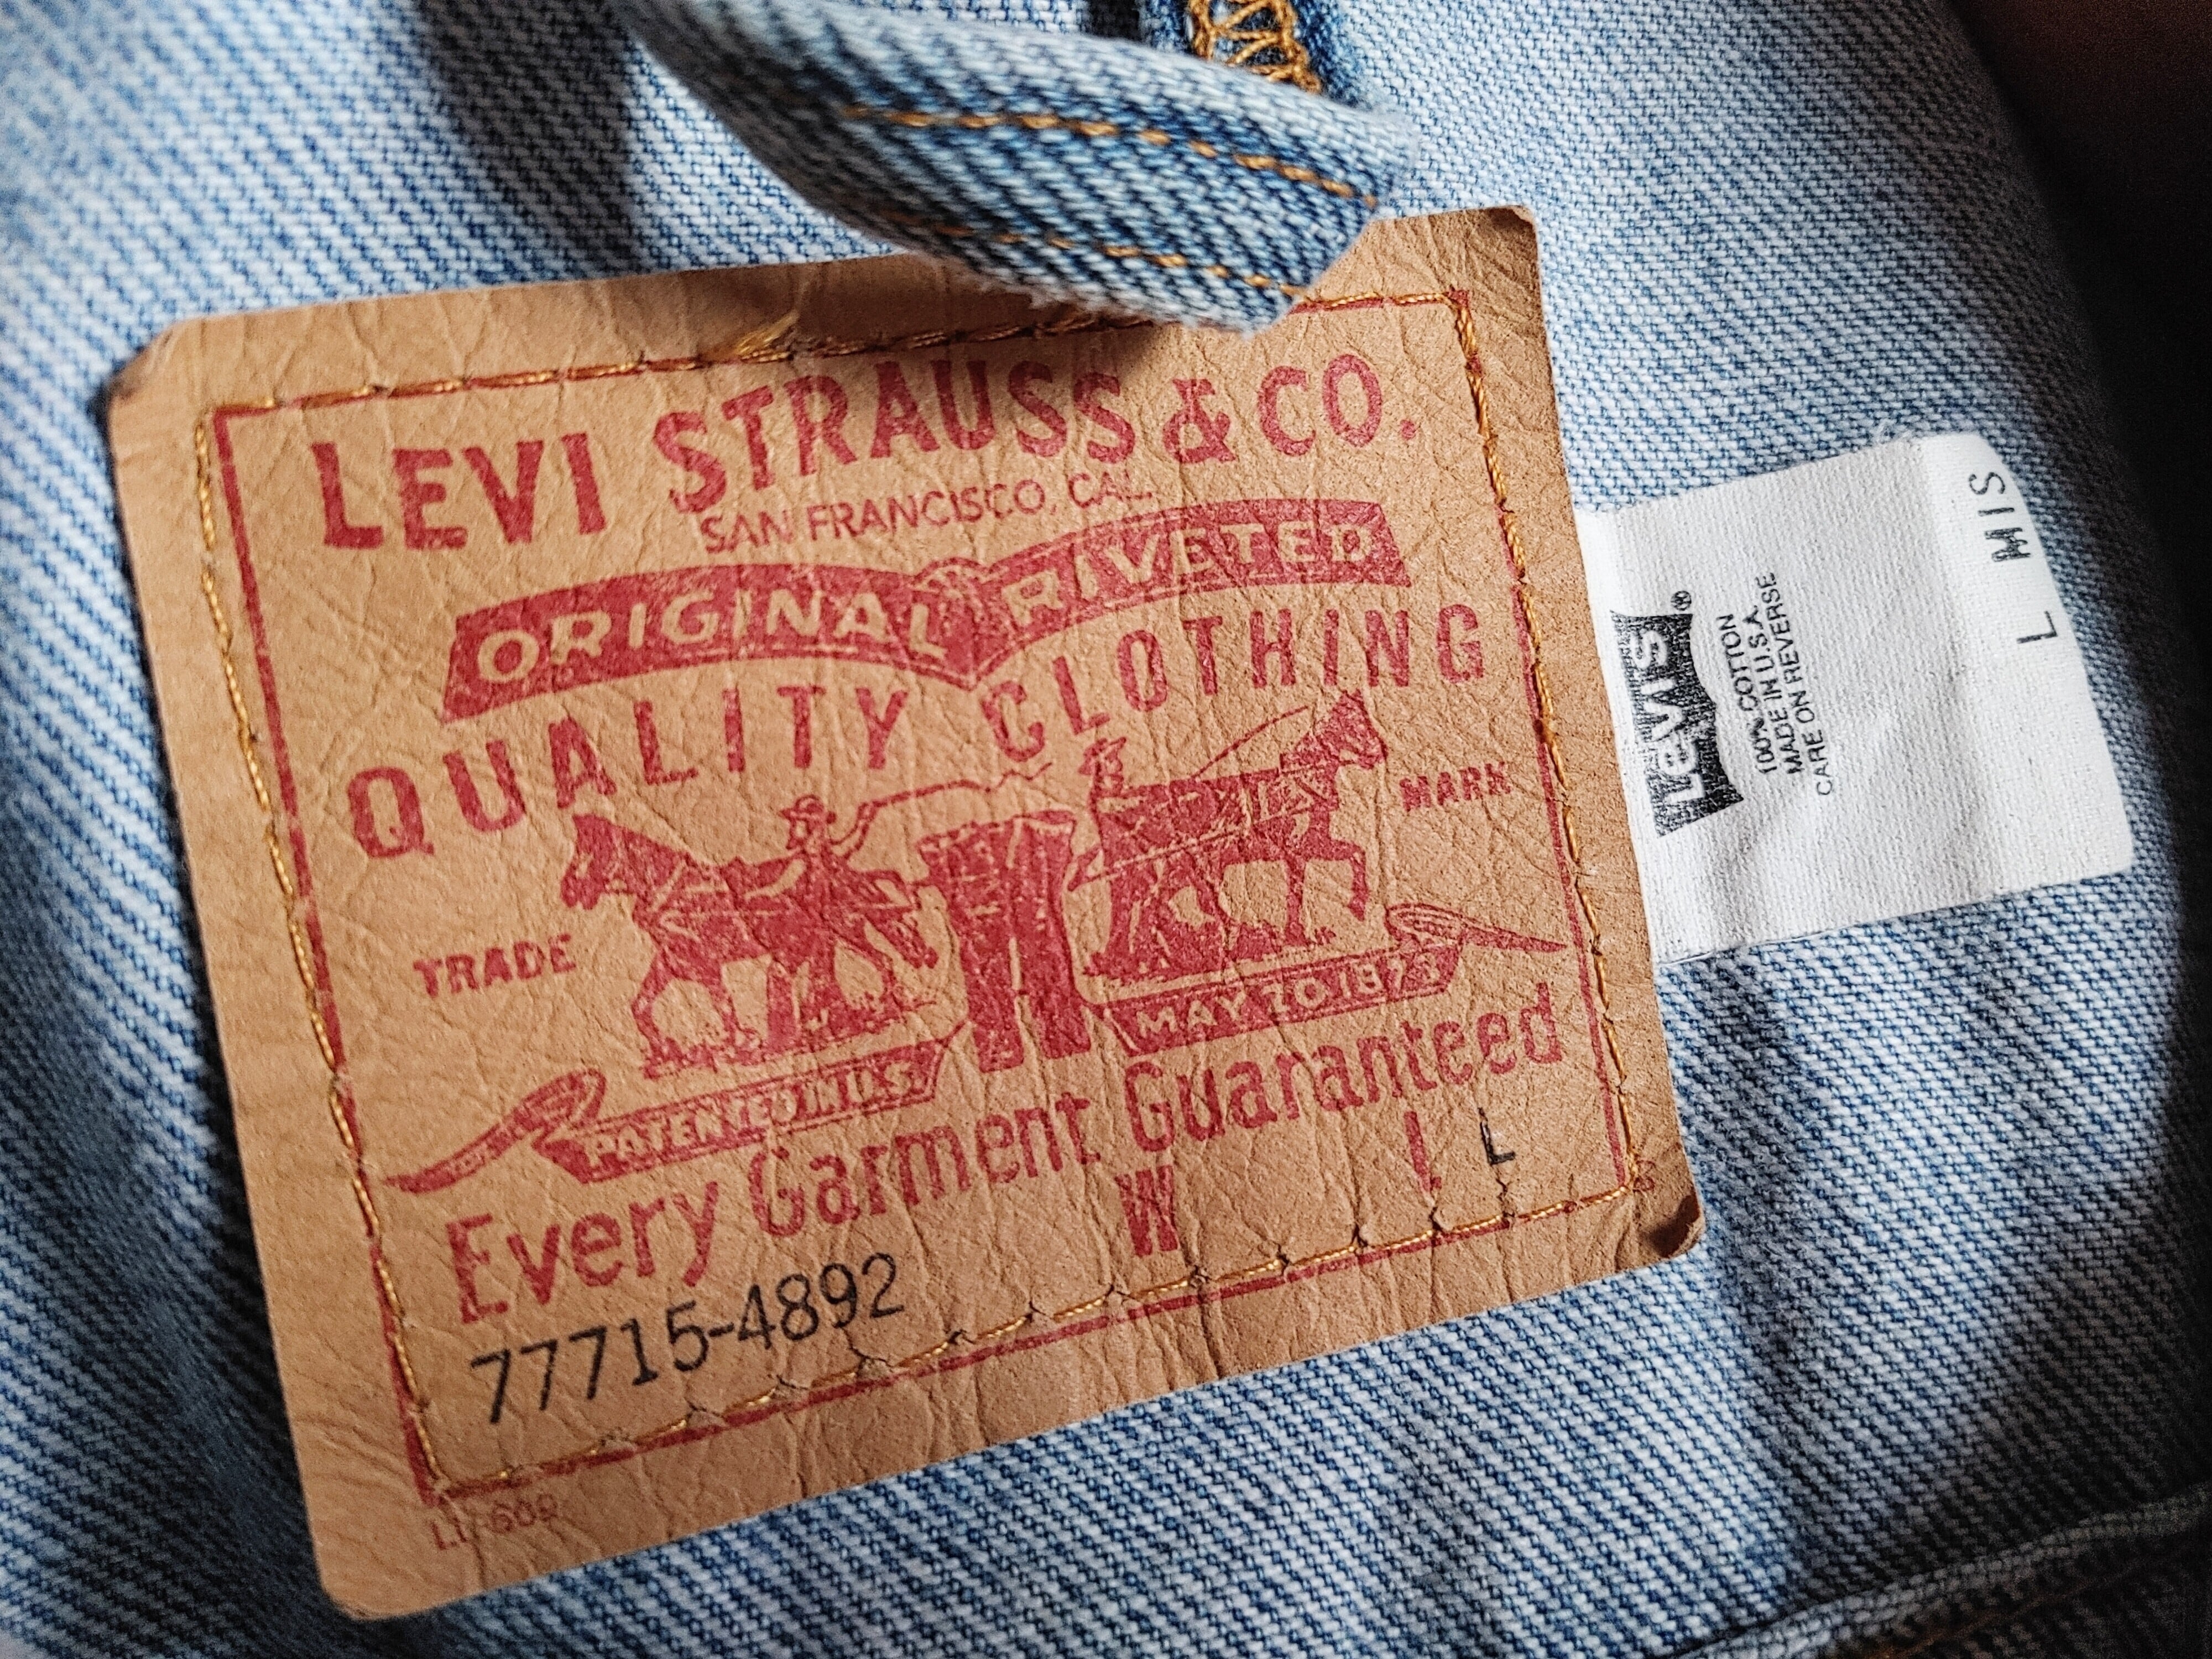 LEVI STRAUSS & CO.
SAN FRANCISCO, CAL.
ORIGINAL RIVETED
QUALITY CLOTHING
TRADE MARK
PATENTED IN U.S. MAY 20 1873
Every Garment Guaranteed
W L L
77715-4892
LEVI'S®
100% COTTON
MADE IN U.S.A.
CARE ON REVERSE
L MIS